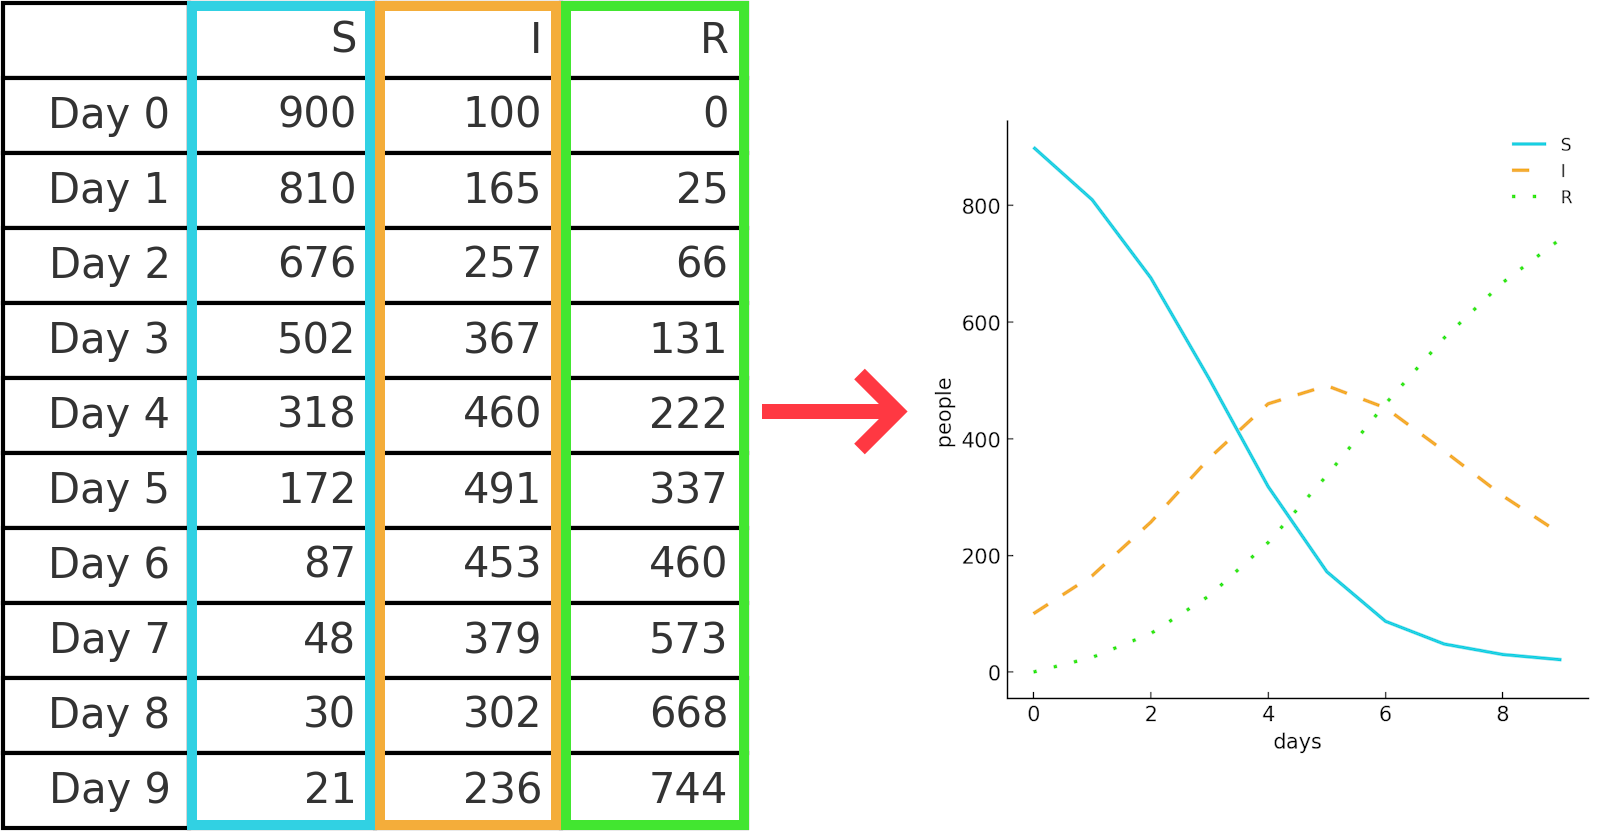 S I R
Day 0 900 100 0
Day 1 810 165 25
Day 2 676 257 66
Day 3 502 367 131
Day 4 318 460 222
Day 5 172 491 337
Day 6 87 453 460
Day 7 48 379 573
Day 8 30 302 668
Day 9 21 236 744
S
I
R
800
600
400
200
0
people
0 2 4 6 8
days